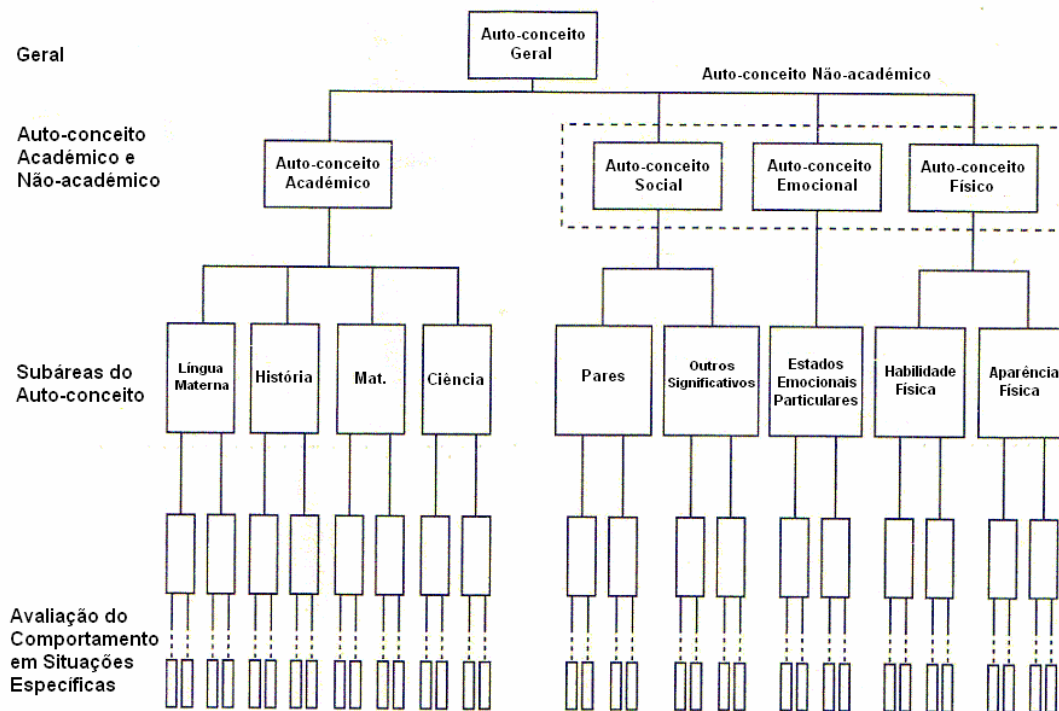 Geral
Auto-conceito
Geral
Auto-conceito Não-académico
Auto-conceito
Académico e
Não-académico
Auto-conceito
Académico
Auto-conceito
Social
Auto-conceito
Emocional
Auto-conceito
Físico
Subáreas do
Auto-conceito
Língua
Materna
História
Mat.
Ciência
Pares
Outros
Significativos
Estados
Emocionais
Particulares
Habilidade
Física
Aparência
Física
Avaliação do
Comportamento
em Situações
Específicas